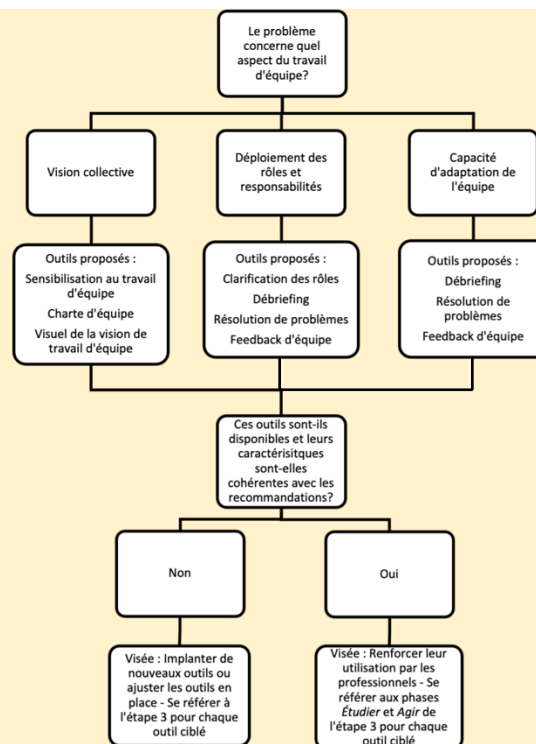 Le problème
concerne quel
aspect du travail
d'équipe?
Vision collective
Déploiement des
rôles et
responsabilités
Capacité
d'adaptation de
l'équipe
Outils proposés :
Sensibilisation au travail
d'équipe
Charte d'équipe
Visuel de la vision de
travail d'équipe
Outils proposés :
Clarification des rôles
Débriefing
Résolution de problèmes
Feedback d'équipe
Outils proposés :
Débriefing
Résolution de
problèmes
Feedback d'équipe
Ces outils sont-ils
disponibles et leurs
caractérisitques
sont-elles
cohérentes avec les
recommandations?
Non
Oui
Visée : Implanter de
nouveaux outils ou
ajuster les outils en
place - Se référer à
l'étape 3 pour chaque
outil ciblé
Visée : Renforcer leur
utilisation par les
professionnels - Se
référer aux phases
Étudier et Agir de
l'étape 3 pour chaque
outil ciblé